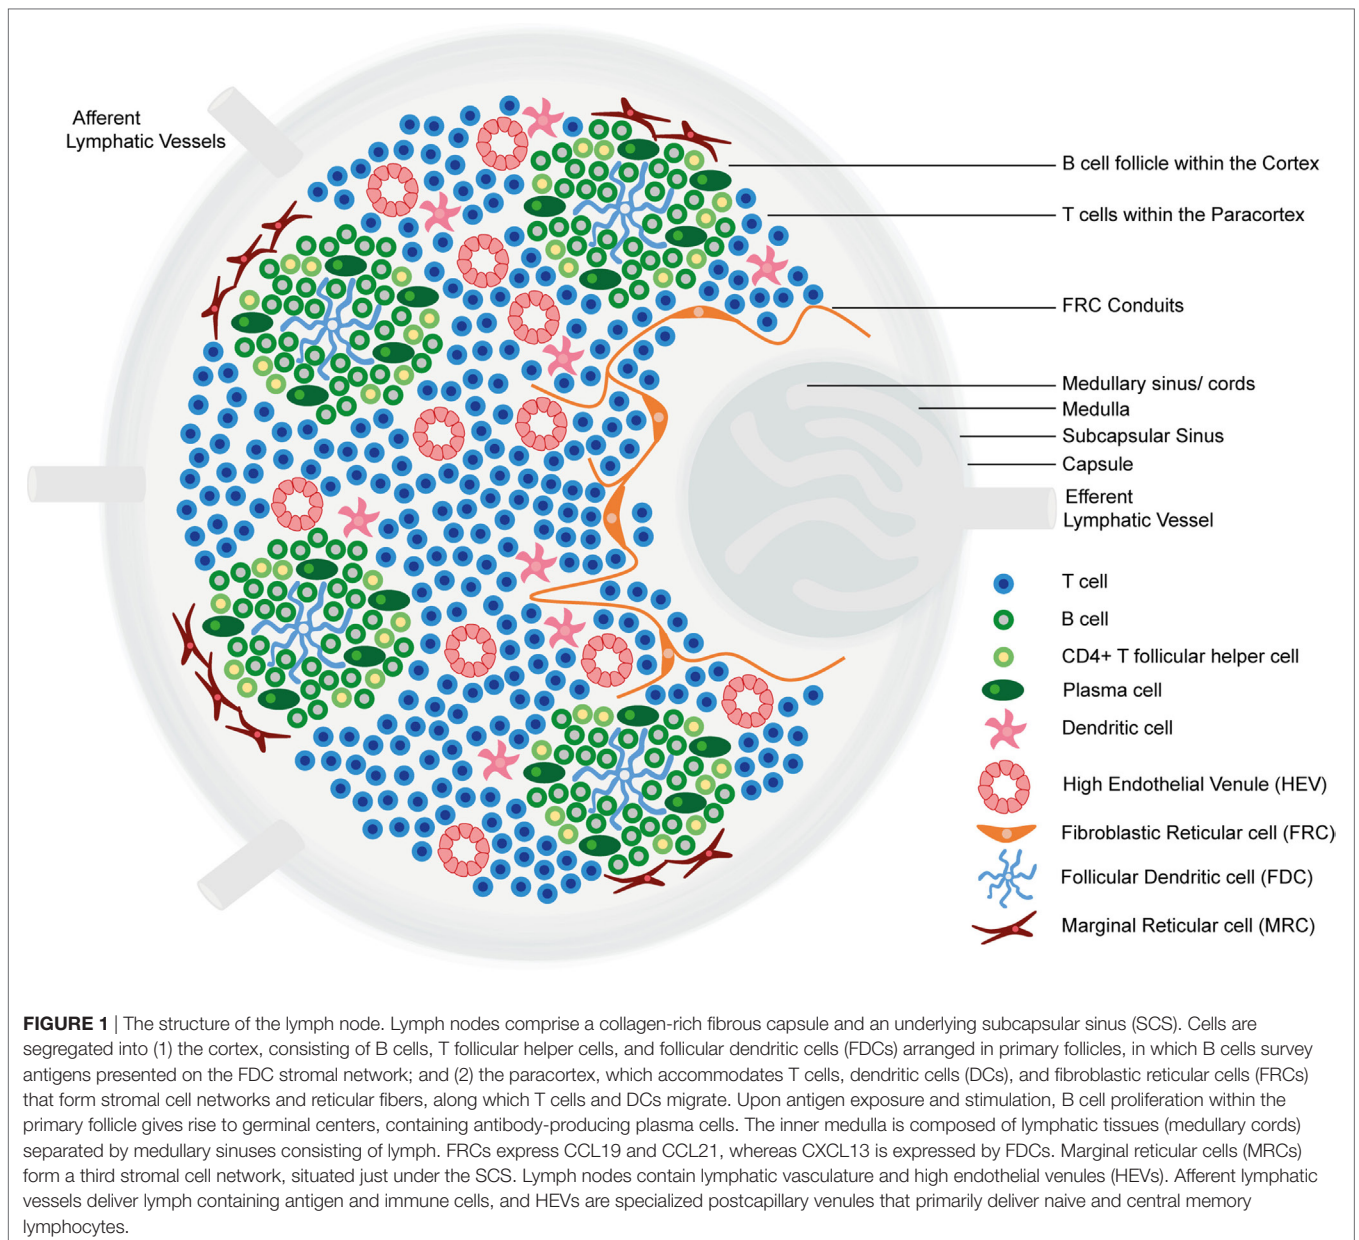 Afferent
Lymphatic Vessels
B cell follicle within the Cortex
T cells within the Paracortex
FRC Conduits
Medullary sinus/ cords
Medulla
Subcapsular Sinus
Capsule
Efferent
Lymphatic Vessel
T cell
B cell
CD4+ T follicular helper cell
Plasma cell
Dendritic cell
High Endothelial Venule (HEV)
Fibroblastic Reticular cell (FRC)
Follicular Dendritic cell (FDC)
Marginal Reticular cell (MRC)
FIGURE 1 | The structure of the lymph node. Lymph nodes comprise a collagen-rich fibrous capsule and an underlying subcapsular sinus (SCS). Cells are
segregated into (1) the cortex, consisting of B cells, T follicular helper cells, and follicular dendritic cells (FDCs) arranged in primary follicles, in which B cells survey
antigens presented on the FDC stromal network; and (2) the paracortex, which accommodates T cells, dendritic cells (DCs), and fibroblastic reticular cells (FRCs)
that form stromal cell networks and reticular fibers, along which T cells and DCs migrate. Upon antigen exposure and stimulation, B cell proliferation within the
primary follicle gives rise to germinal centers, containing antibody-producing plasma cells. The inner medulla is composed of lymphatic tissues (medullary cords)
separated by medullary sinuses consisting of lymph. FRCs express CCL19 and CCL21, whereas CXCL13 is expressed by FDCs. Marginal reticular cells (MRCs)
form a third stromal cell network, situated just under the SCS. Lymph nodes contain lymphatic vasculature and high endothelial venules (HEVs). Afferent lymphatic
vessels deliver lymph containing antigen and immune cells, and HEVs are specialized postcapillary venules that primarily deliver naive and central memory
lymphocytes.